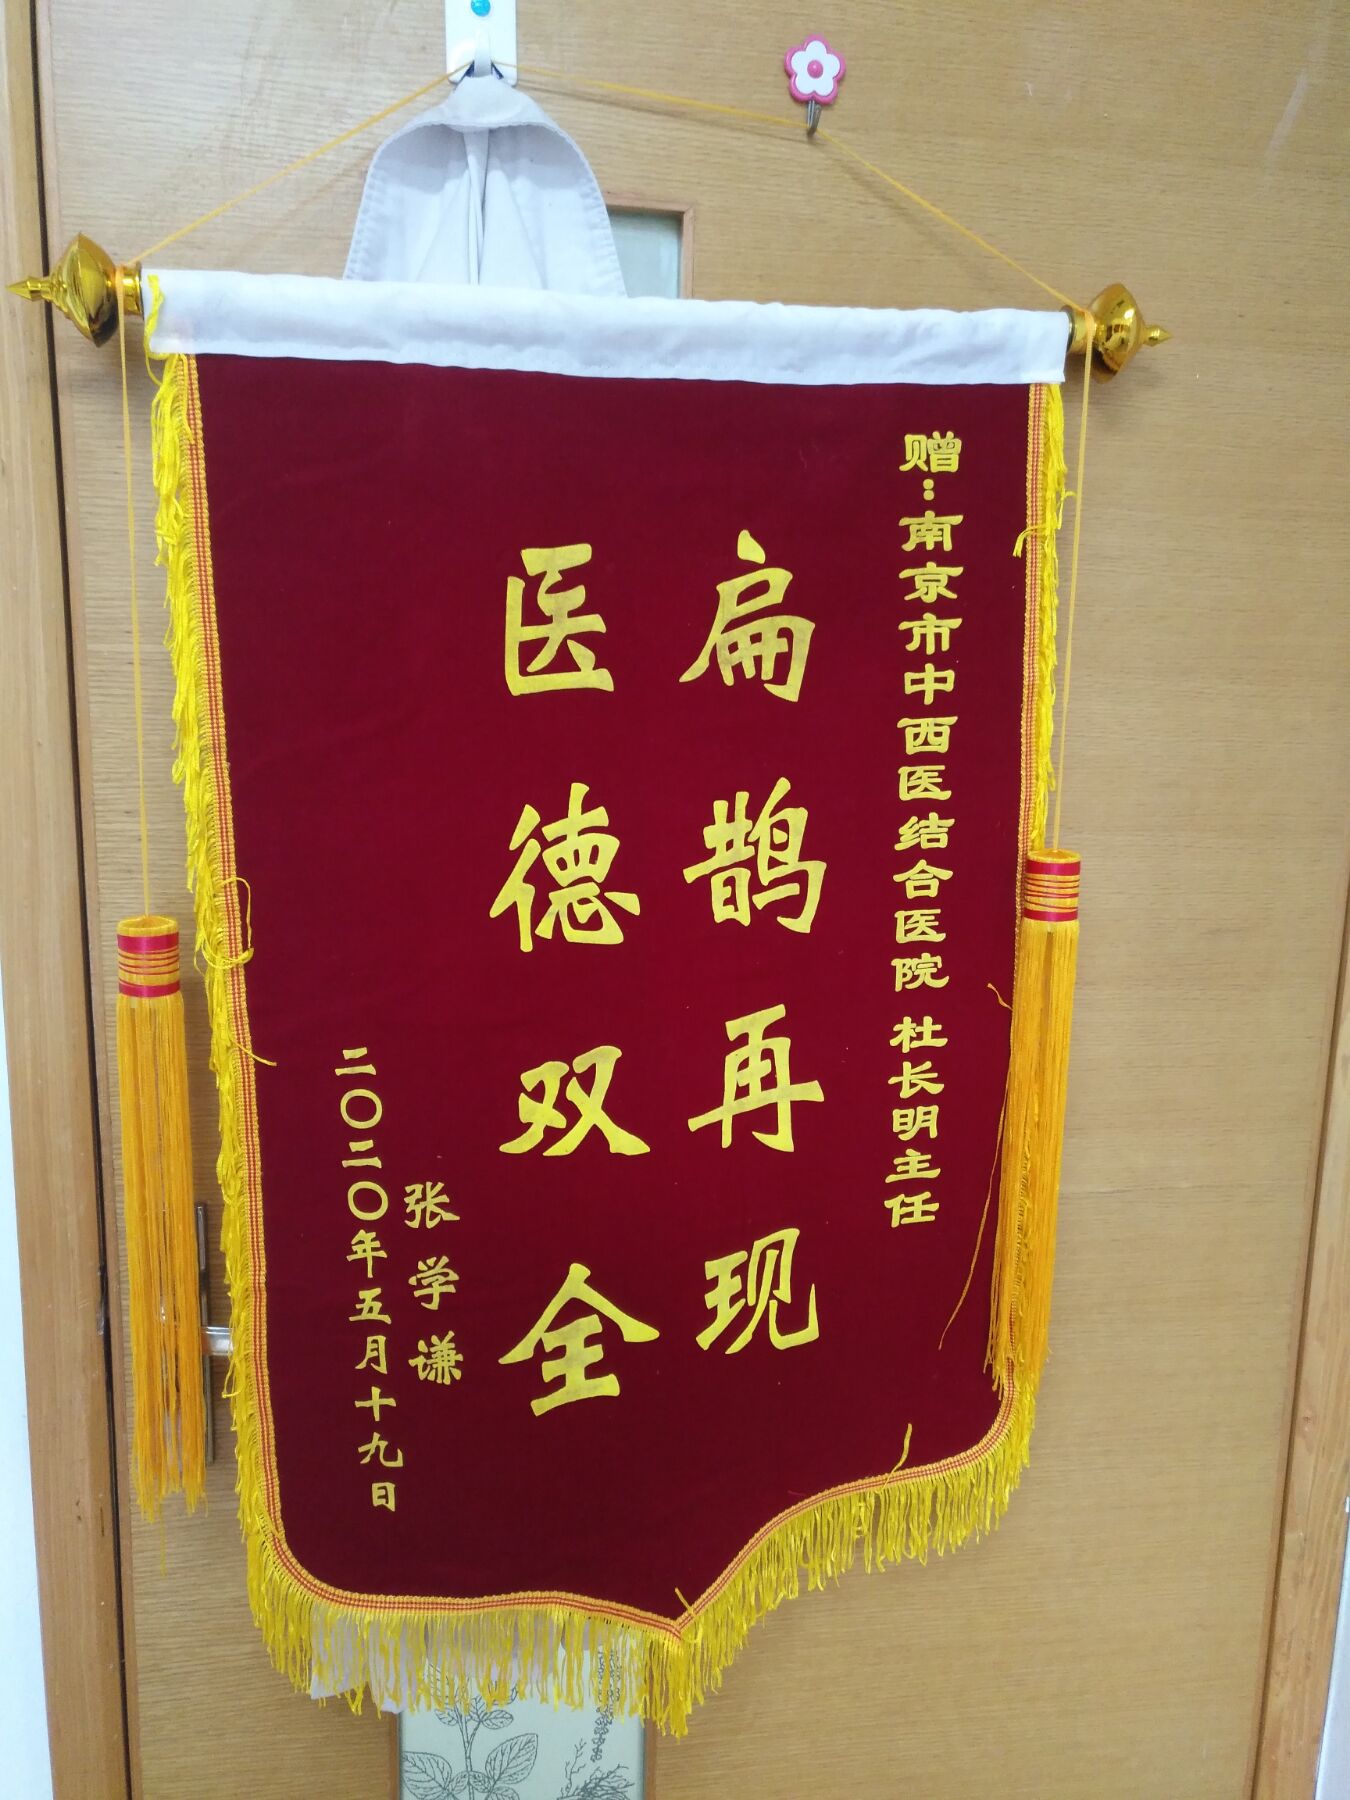 赠：南京市中西医结合医院 杜长明主任
扁鹊再现
医德双全
张学谦
二〇二〇年五月十九日